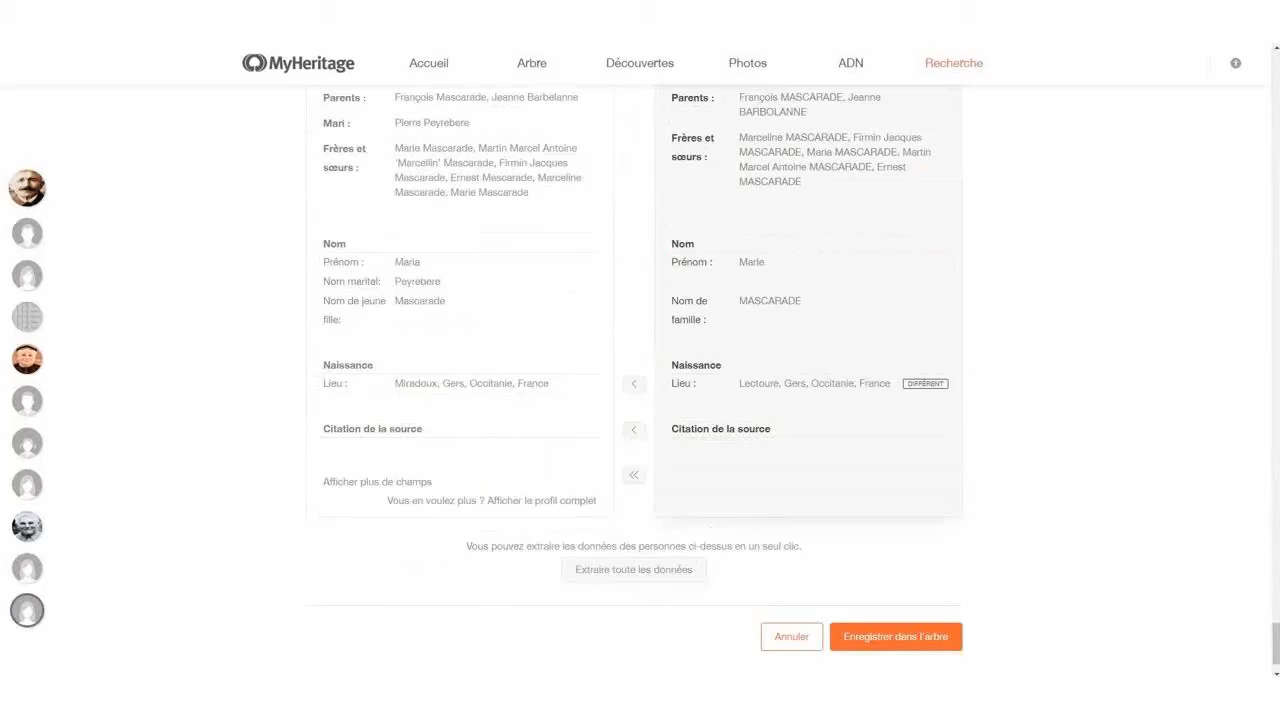 MyHeritage Accueil Arbre Découvertes Photos ADN Recherche
Parents : François Mascarade, Jeanne Barbelanne
Mari : Pierre Peyrebere
Frères et sœurs : Marie Mascarade, Martin Marcel Antoine
'Marcellin' Mascarade, Firmin Jacques
Mascarade, Ernest Mascarade, Marceline
Mascarade, Marie Mascarade
Nom
Prénom : Maria
Nom marital: Peyrebere
Nom de jeune fille: Mascarade
Naissance
Lieu : Miradoux, Gers, Occitanie, France
Citation de la source
Afficher plus de champs
Vous en voulez plus ? Afficher le profil complet
Parents : François MASCARADE, Jeanne
BARBOLANNE
Frères et sœurs : Marceline MASCARADE, Firmin Jacques
MASCARADE, Maria MASCARADE, Martin
Marcel Antoine MASCARADE, Ernest
MASCARADE
Nom
Prénom : Marie
Nom de famille : MASCARADE
Naissance
Lieu : Lectoure, Gers, Occitanie, France DIFFÉRENT
Citation de la source
Vous pouvez extraire les données des personnes ci-dessus en un seul clic.
Extraire toute les données
Annuler Enregistrer dans l'arbre